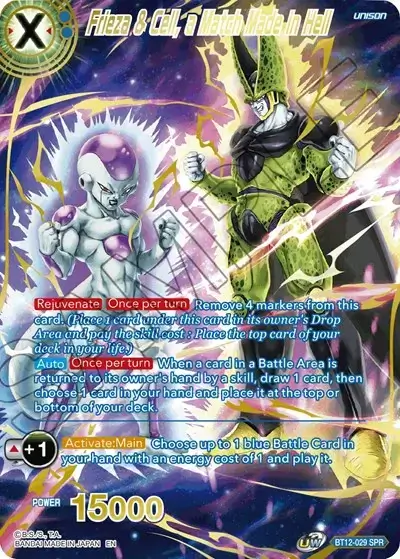 X
Frieza & Cell, a Match Made in Hell
UNISON
Rejuvenate Once per turn Remove 4 markers from this
card. (Place 1 card under this card in its owner's Drop
Area and pay the skill cost : Place the top card of your
deck in your life.)
Auto Once per turn When a card in a Battle Area is
returned to its owner's hand by a skill, draw 1 card, then
choose 1 card in your hand and place it at the top or
bottom of your deck.
+1 Activate:Main Choose up to 1 blue Battle Card in
your hand with an energy cost of 1 and play it.
POWER 15000
©B.S./S., T.A.
BANDAI MADE IN JAPAN EN
UW
BT12-029 SPR